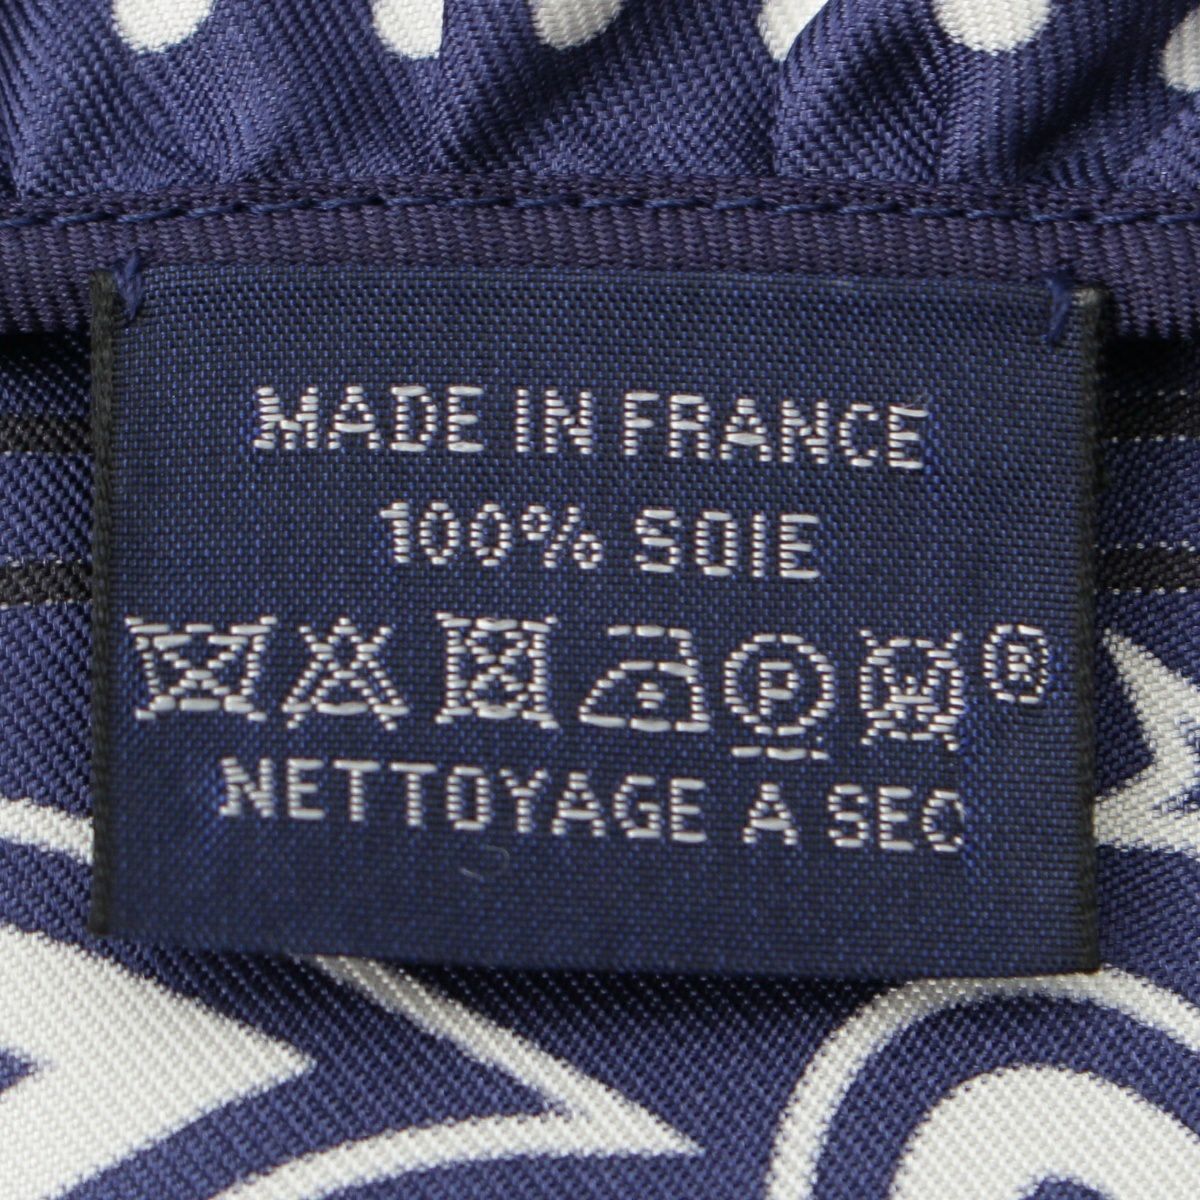 MADE IN FRANCE
100% SOIE
P W ®
NETTOYAGE A SEC